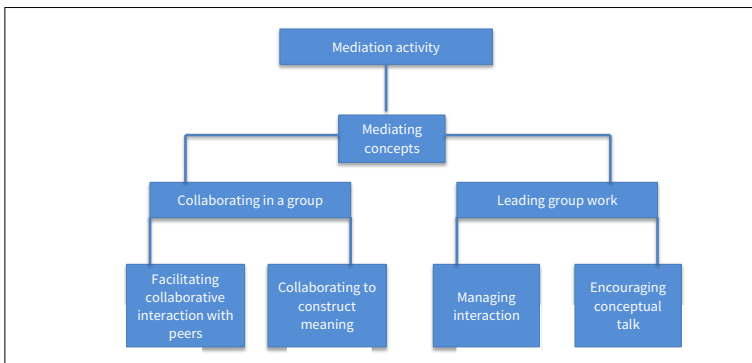 Mediation activity
Mediating
concepts
Collaborating in a group
Leading group work
Facilitating
collaborative
interaction with
peers
Collaborating to
construct
meaning
Managing
interaction
Encouraging
conceptual
talk